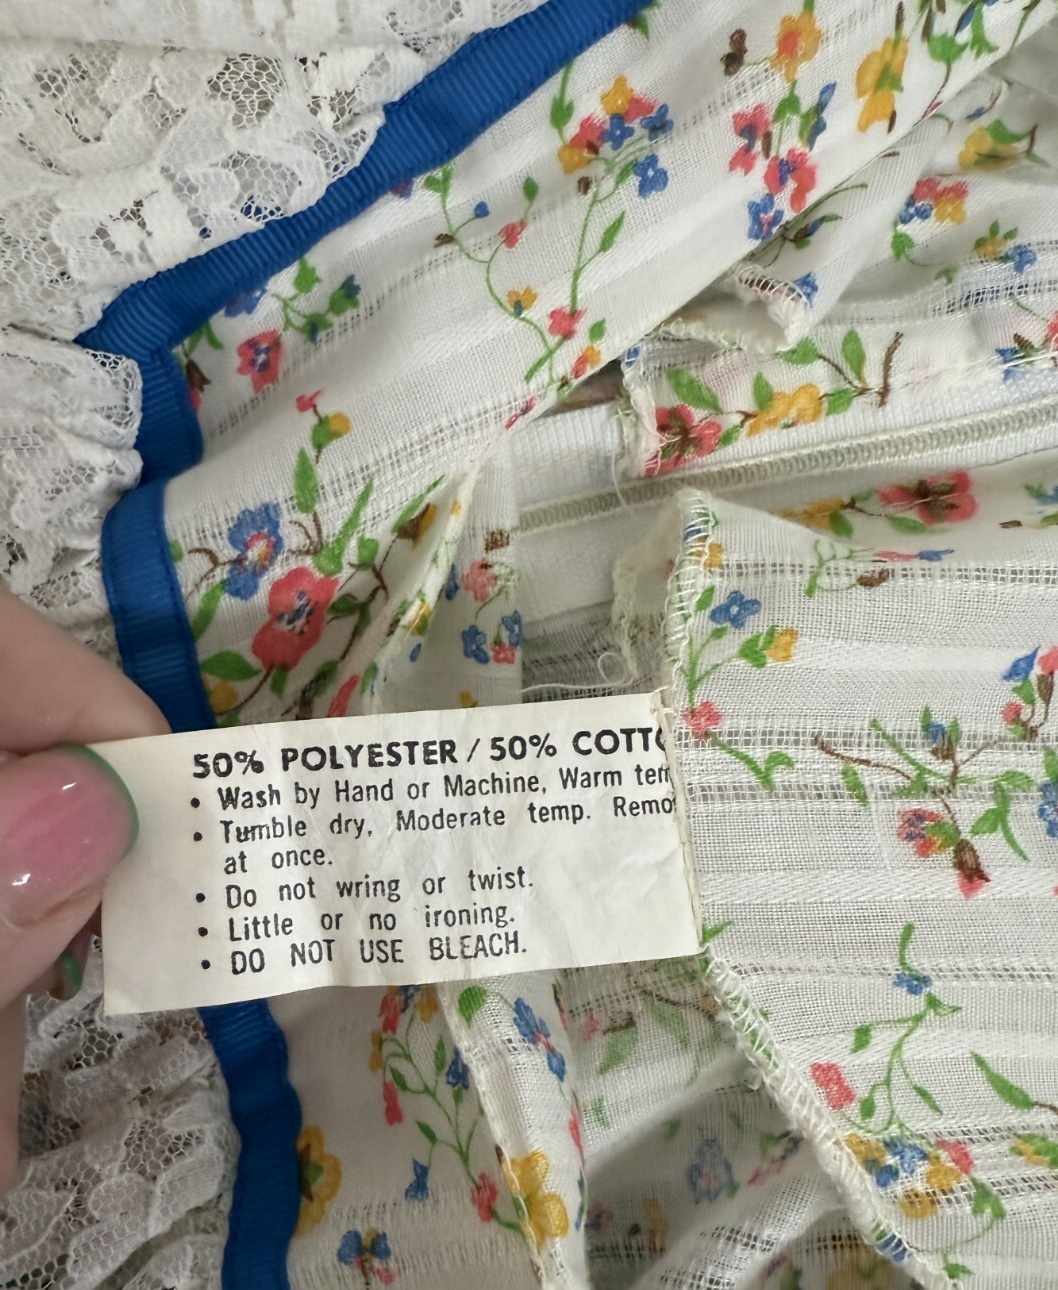 50% POLYESTER / 50% COTTO
• Wash by Hand or Machine, Warm tem
• Tumble dry, Moderate temp. Remo
at once.
• Do not wring or twist.
• Little or no ironing.
• DO NOT USE BLEACH.